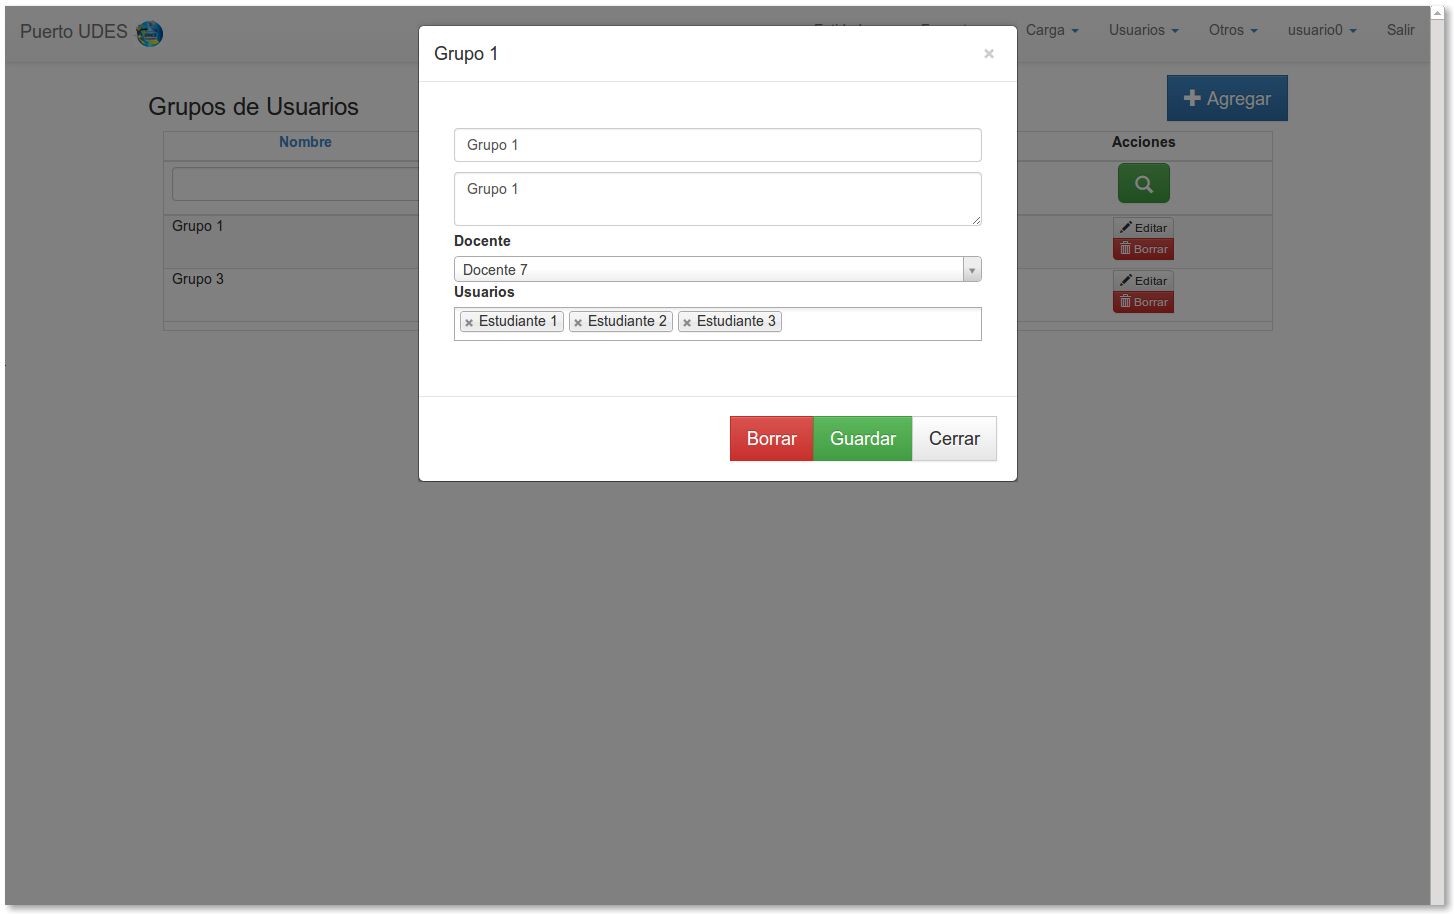 Puerto UDES
Carga
Usuarios
Otros
usuario0
Salir
Grupos de Usuarios
Agregar
Nombre
Acciones
Grupo 1
Editar
Borrar
Grupo 3
Editar
Borrar
Grupo 1
×
Grupo 1
Grupo 1
Docente
Docente 7
Usuarios
× Estudiante 1 × Estudiante 2 × Estudiante 3
Borrar Guardar Cerrar